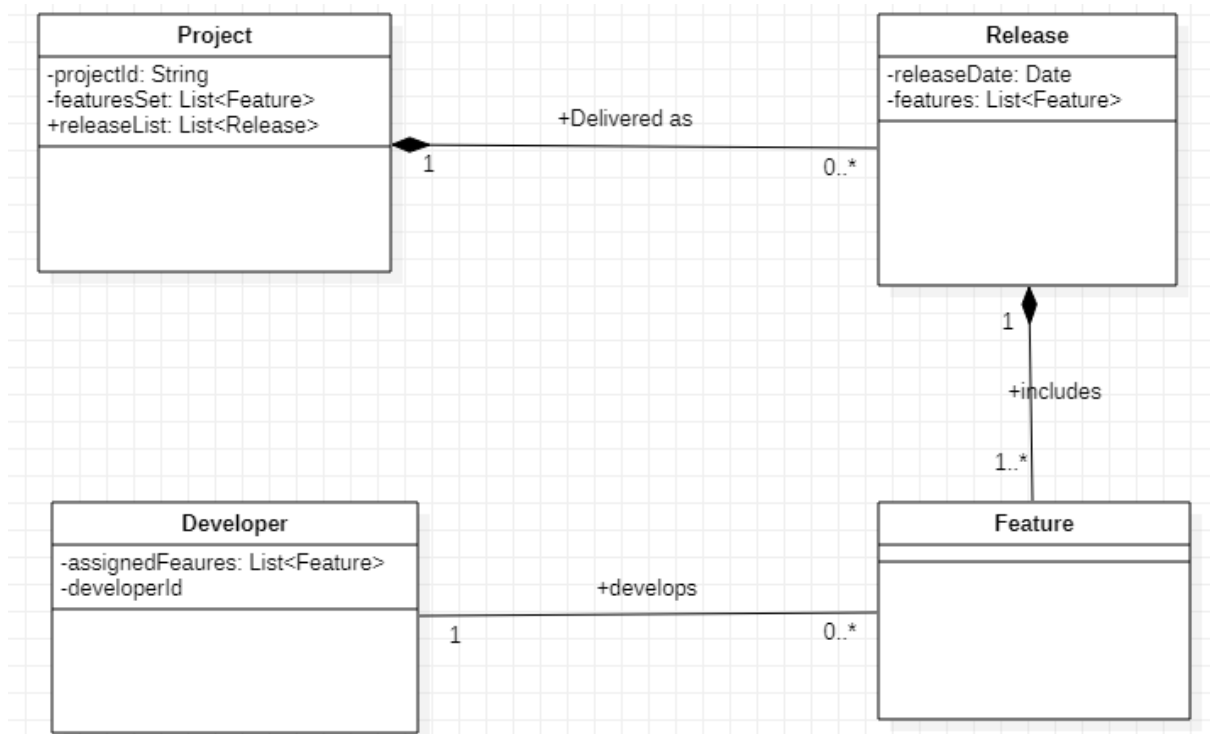 Project
-projectId: String
-featuresSet: List<Feature>
+releaseList: List<Release>
Release
-releaseDate: Date
-features: List<Feature>
+Delivered as
1
0..*
1
+includes
1..*
Developer
-assignedFeaures: List<Feature>
-developerId
Feature
+develops
1
0..*